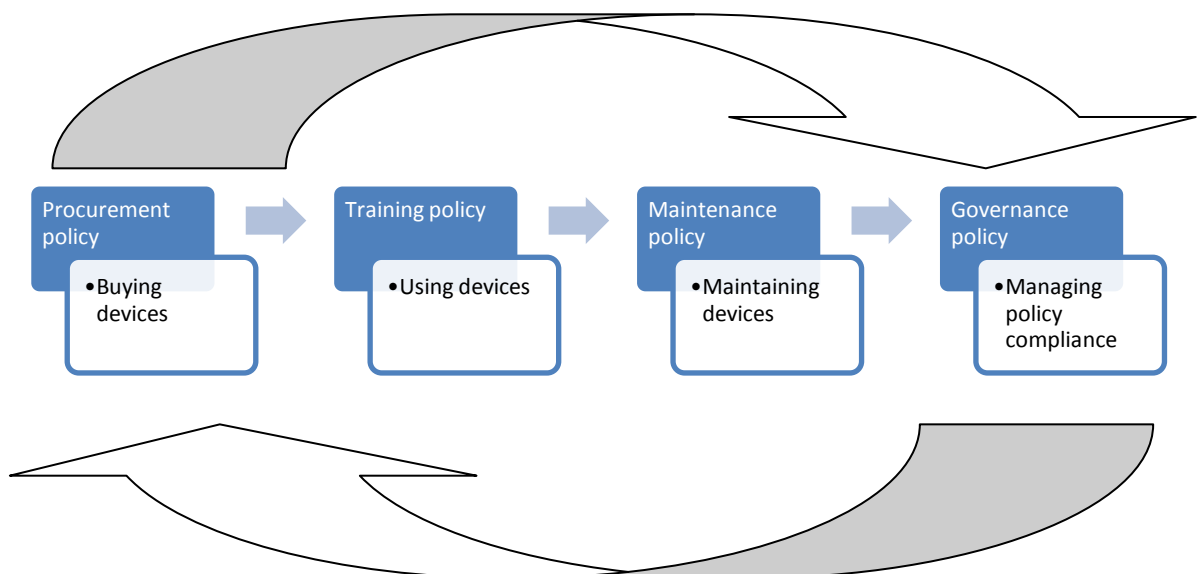 Procurement
policy
•Buying
devices
Training policy
•Using devices
Maintenance
policy
•Maintaining
devices
Governance
policy
•Managing
policy
compliance